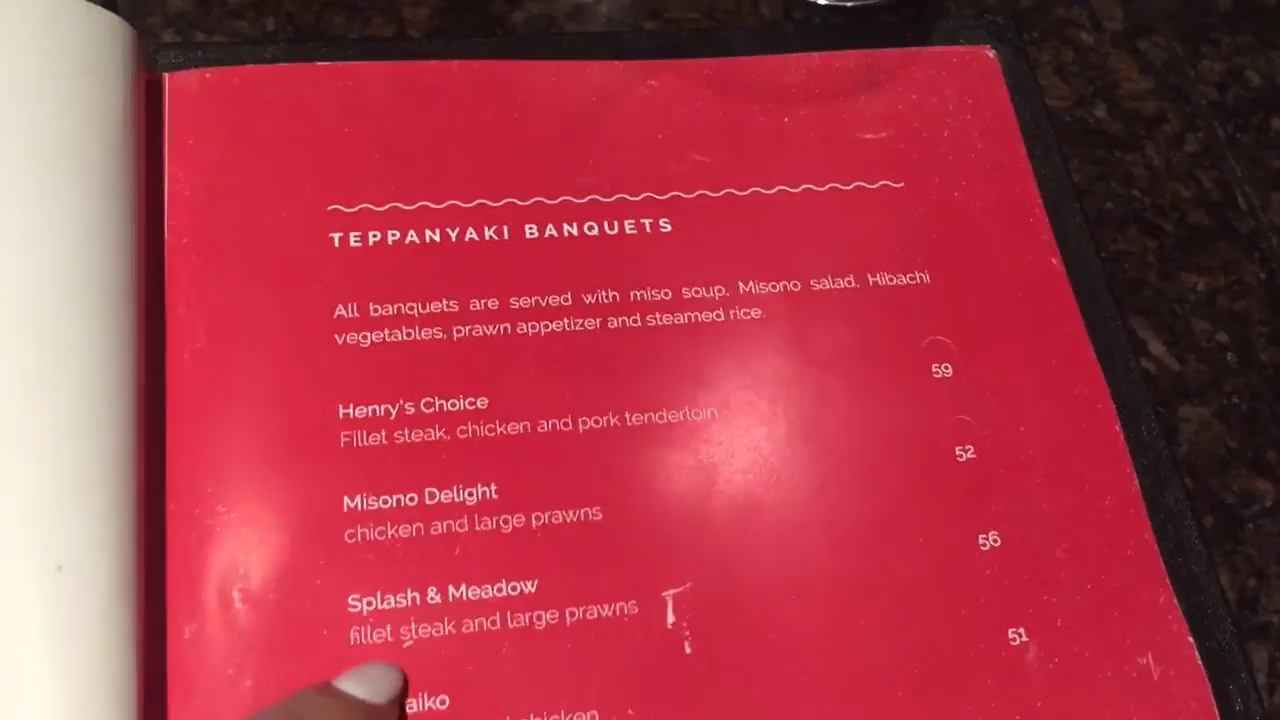 TEPPANYAKI BANQUETS
All banquets are served with miso soup, Misono salad, Hibachi
vegetables, prawn appetizer and steamed rice.
Henry's Choice 59
Fillet steak, chicken and pork tenderloin
Misono Delight 52
chicken and large prawns
Splash & Meadow 56
fillet steak and large prawns
51
chicken